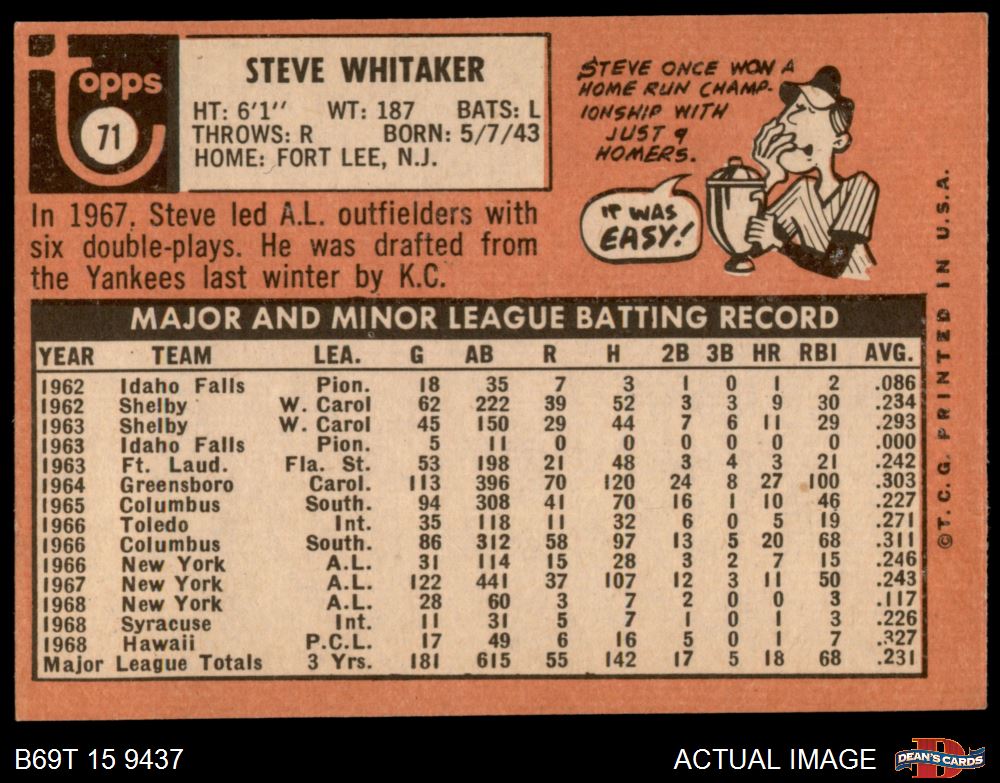 topps
71
STEVE WHITAKER
HT: 6'1" WT: 187 BATS: L
THROWS: R BORN: 5/7/43
HOME: FORT LEE, N.J.
STEVE ONCE WON A
HOME RUN CHAMP-
IONSHIP WITH
JUST 9
HOMERS.
IT WAS
EASY!
In 1967, Steve led A.L. outfielders with
six double-plays. He was drafted from
the Yankees last winter by K.C.
MAJOR AND MINOR LEAGUE BATTING RECORD
YEAR TEAM LEA. G AB R H 2B 3B HR RBI AVG.
1962 Idaho Falls Pion. 18 35 7 3 1 0 1 2 .086
1962 Shelby W. Carol 62 222 39 52 3 3 9 30 .234
1963 Shelby W. Carol 45 150 29 44 7 6 11 29 .293
1963 Idaho Falls Pion. 5 11 0 0 0 0 0 0 .000
1963 Ft. Laud. Fla. St. 53 198 21 48 3 4 3 21 .242
1964 Greensboro Carol. 113 396 70 120 24 8 27 100 .303
1965 Columbus South. 94 308 41 70 16 1 10 46 .227
1966 Toledo Int. 35 118 11 32 6 0 5 19 .271
1966 Columbus South. 86 312 58 97 13 5 20 68 .311
1966 New York A.L. 31 114 15 28 3 2 7 15 .246
1967 New York A.L. 122 441 37 107 12 3 11 50 .243
1968 New York A.L. 28 60 3 7 2 0 0 3 .117
1968 Syracuse Int. 11 31 5 7 1 0 1 3 .226
1968 Hawaii P.C.L. 17 49 6 16 5 0 1 7 .327
Major League Totals 3 Yrs. 181 615 55 142 17 5 18 68 .231
©T.C.G. PRINTED IN U.S.A.
B69T 15 9437
ACTUAL IMAGE
DEAN'S CARDS